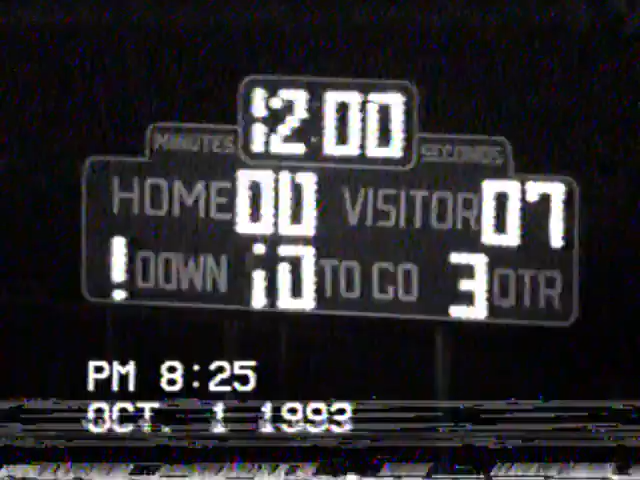 12:00
MINUTES SECONDS
HOME 00 VISITOR 07
1 DOWN 10 TO GO 3 QTR
PM 8:25
OCT. 1 1993